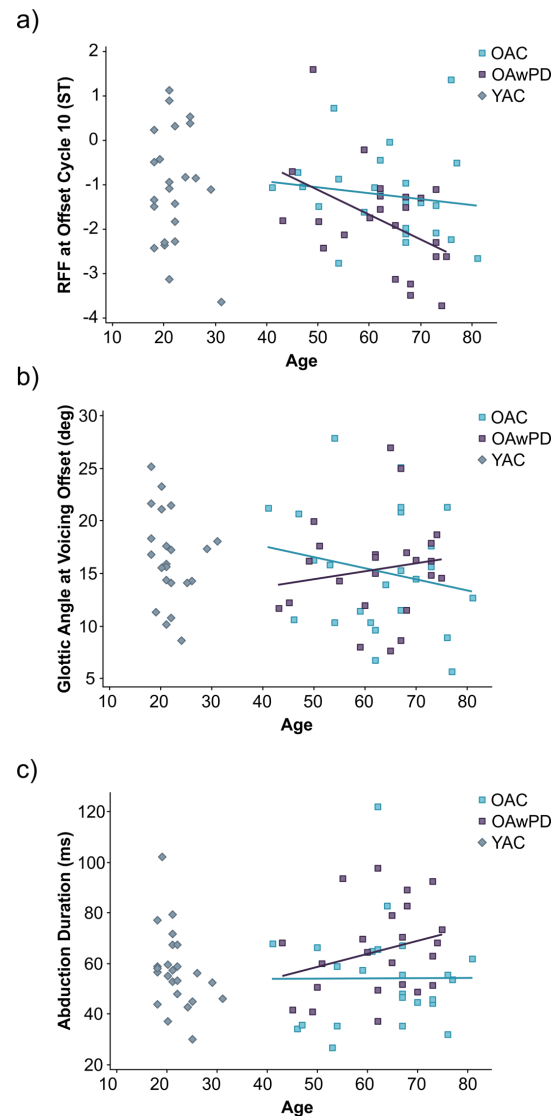 a)
OAC
OAwPD
YAC
RFF at Offset Cycle 10 (ST)
2
1
0
-1
-2
-3
-4
10 20 30 40 50 60 70 80
Age
b)
OAC
OAwPD
YAC
Glottic Angle at Voicing Offset (deg)
30
25
20
15
10
5
10 20 30 40 50 60 70 80
Age
c)
OAC
OAwPD
YAC
Abduction Duration (ms)
120
100
80
60
40
20
10 20 30 40 50 60 70 80
Age